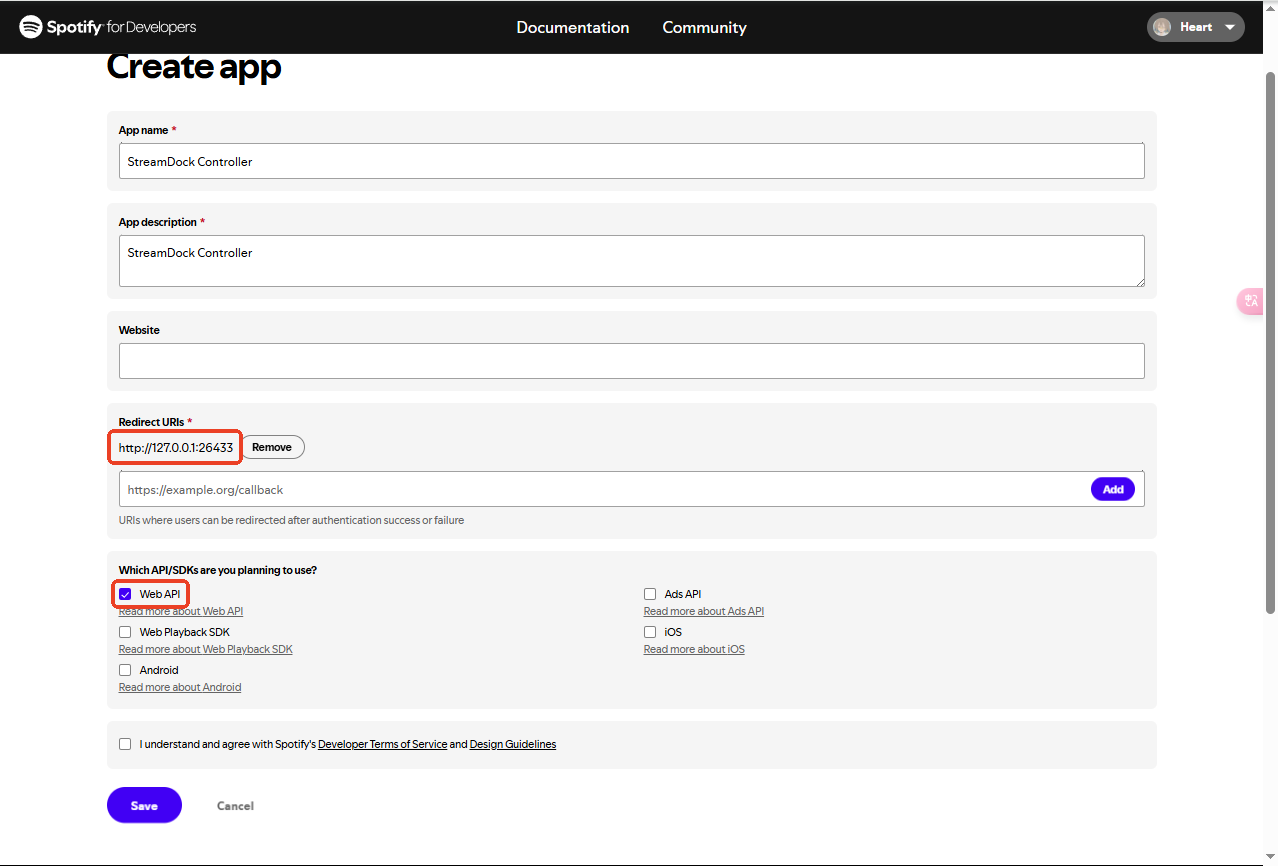 Spotify for Developers
Documentation
Community
Heart
Create app
App name *
StreamDock Controller
App description *
StreamDock Controller
Website
Redirect URIs *
http://127.0.0.1:26433
Remove
https://example.org/callback
Add
URIs where users can be redirected after authentication success or failure
Which API/SDKs are you planning to use?
Web API
Read more about Web API
Ads API
Read more about Ads API
Web Playback SDK
Read more about Web Playback SDK
iOS
Read more about iOS
Android
Read more about Android
I understand and agree with Spotify's Developer Terms of Service and Design Guidelines
Save
Cancel